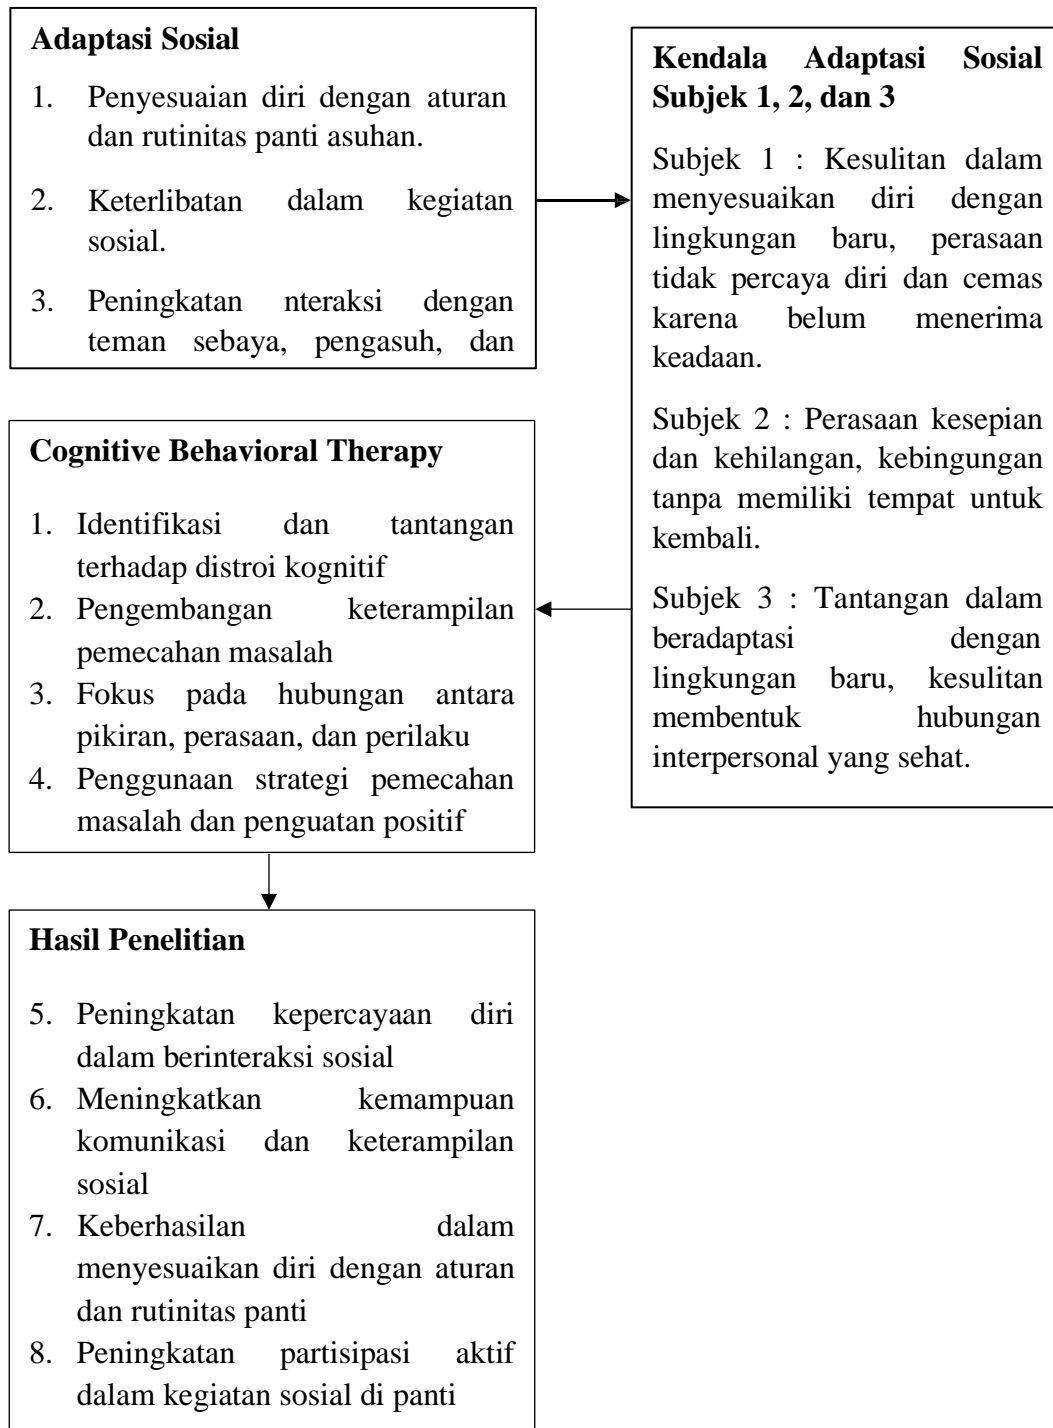 Adaptasi Sosial
1. Penyesuaian diri dengan aturan
dan rutinitas panti asuhan.
2. Keterlibatan dalam kegiatan
sosial.
3. Peningkatan nteraksi dengan
teman sebaya, pengasuh, dan
Kendala Adaptasi Sosial
Subjek 1, 2, dan 3
Subjek 1 : Kesulitan dalam
menyesuaikan diri dengan
lingkungan baru, perasaan
tidak percaya diri dan cemas
karena belum menerima
keadaan.
Subjek 2 : Perasaan kesepian
dan kehilangan, kebingungan
tanpa memiliki tempat untuk
kembali.
Subjek 3 : Tantangan dalam
beradaptasi dengan
lingkungan baru, kesulitan
membentuk hubungan
interpersonal yang sehat.
Cognitive Behavioral Therapy
1. Identifikasi dan tantangan
terhadap distroi kognitif
2. Pengembangan keterampilan
pemecahan masalah
3. Fokus pada hubungan antara
pikiran, perasaan, dan perilaku
4. Penggunaan strategi pemecahan
masalah dan penguatan positif
Hasil Penelitian
5. Peningkatan kepercayaan diri
dalam berinteraksi sosial
6. Meningkatkan kemampuan
komunikasi dan keterampilan
sosial
7. Keberhasilan dalam
menyesuaikan diri dengan aturan
dan rutinitas panti
8. Peningkatan partisipasi aktif
dalam kegiatan sosial di panti